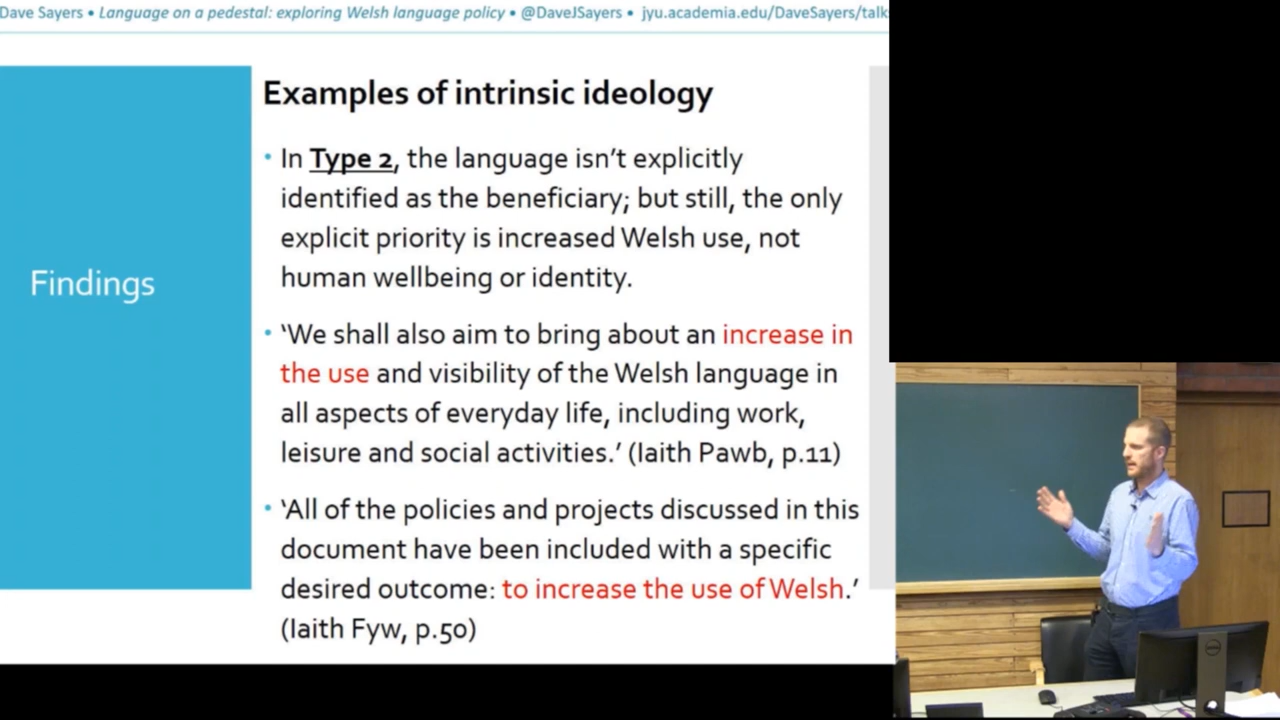 Dave Sayers • Language on a pedestal: exploring Welsh language policy • @DaveJSayers • jyu.academia.edu/DaveSayers/talk
Examples of intrinsic ideology
• In Type 2, the language isn't explicitly
identified as the beneficiary; but still, the only
explicit priority is increased Welsh use, not
human wellbeing or identity.
Findings
• ‘We shall also aim to bring about an increase in
the use and visibility of the Welsh language in
all aspects of everyday life, including work,
leisure and social activities.’ (Iaith Pawb, p.11)
• ‘All of the policies and projects discussed in this
document have been included with a specific
desired outcome: to increase the use of Welsh.’
(Iaith Fyw, p.50)
DELL